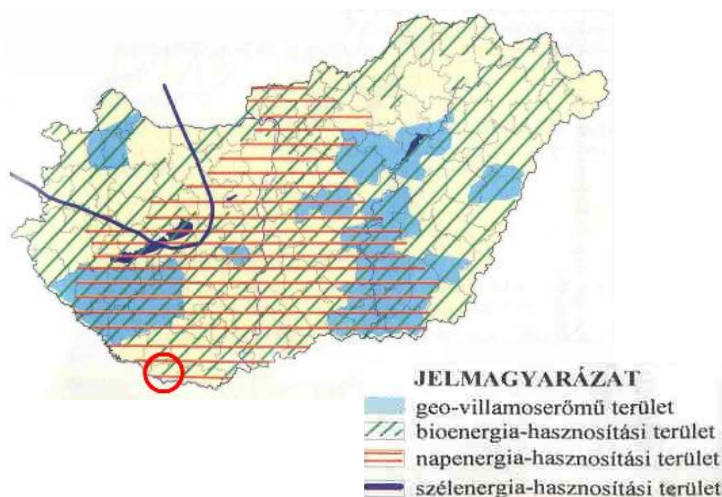 JELMAGYARÁZAT
geo-villamoserőmű terület
bioenergia-hasznosítási terület
napenergia-hasznosítási terület
szélenergia-hasznosítási terület